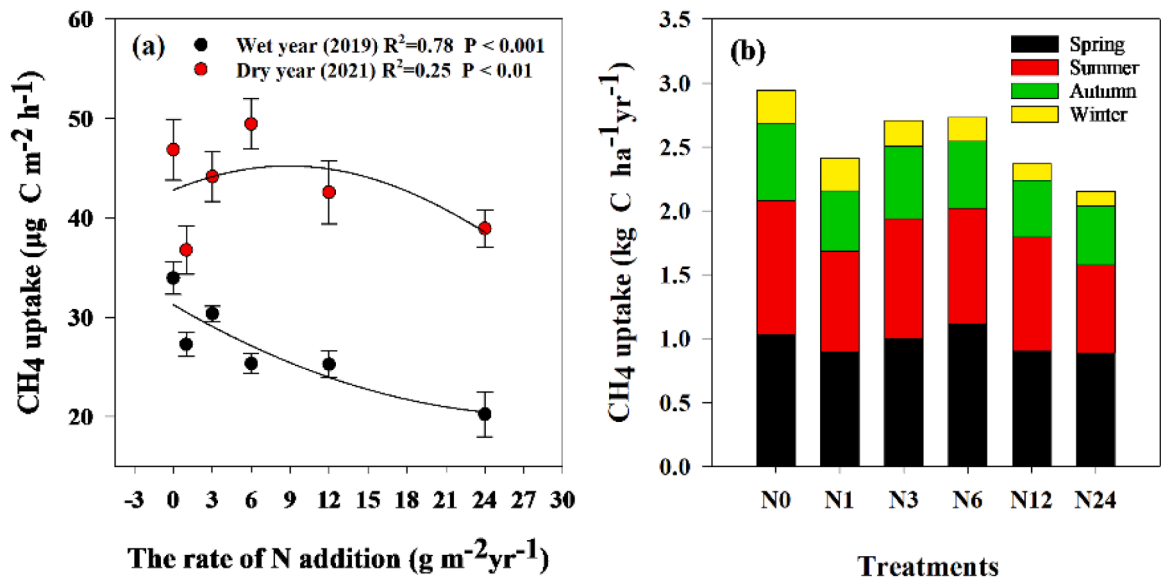 (a)
Wet year (2019) R²=0.78 P < 0.001
Dry year (2021) R²=0.25 P < 0.01
CH4 uptake (µg C m⁻² h⁻¹)
60
50
40
30
20
-3 0 3 6 9 12 15 18 21 24 27 30
The rate of N addition (g m⁻²yr⁻¹)
(b)
Spring
Summer
Autumn
Winter
CH4 uptake (kg C ha⁻¹yr⁻¹)
3.5
3.0
2.5
2.0
1.5
1.0
0.5
0.0
N0 N1 N3 N6 N12 N24
Treatments